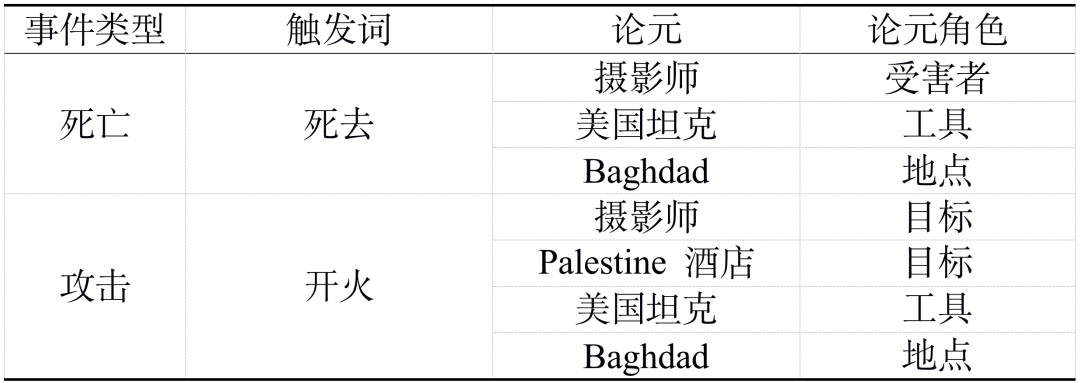 事件类型 触发词 论元 论元角色
摄影师 受害者
死亡 死去 美国坦克 工具
Baghdad 地点
摄影师 目标
Palestine 酒店 目标
攻击 开火
美国坦克 工具
Baghdad 地点